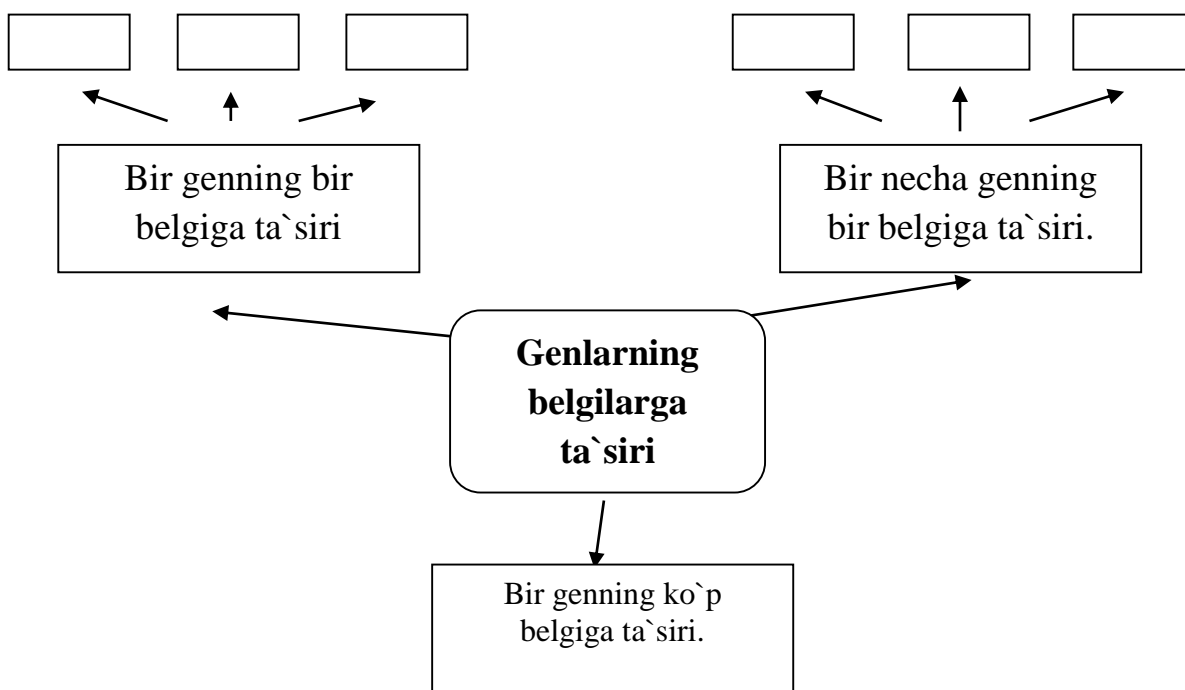 Bir genning bir
belgiga ta`siri
Bir necha genning
bir belgiga ta`siri.
Genlarning
belgilarga
ta`siri
Bir genning ko`p
belgiga ta`siri.